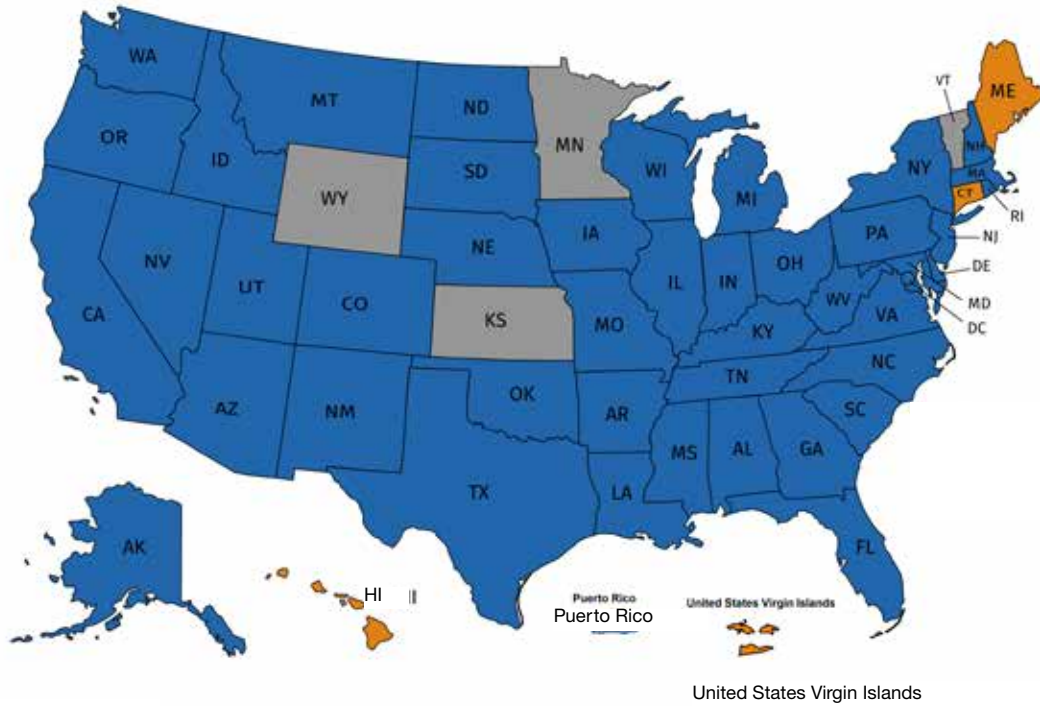 WA
MT
ND
MN
VT
ME
OR
ID
SD
WI
MI
NY
NH
MA
CT
RI
WY
NE
IA
PA
NJ
NV
UT
CO
IL
IN
OH
DE
MD
DC
CA
KS
MO
WV
VA
KY
AZ
NM
OK
AR
TN
NC
SC
MS
AL
GA
TX
LA
FL
AK
HI
Puerto Rico
Puerto Rico
United States Virgin Islands
United States Virgin Islands